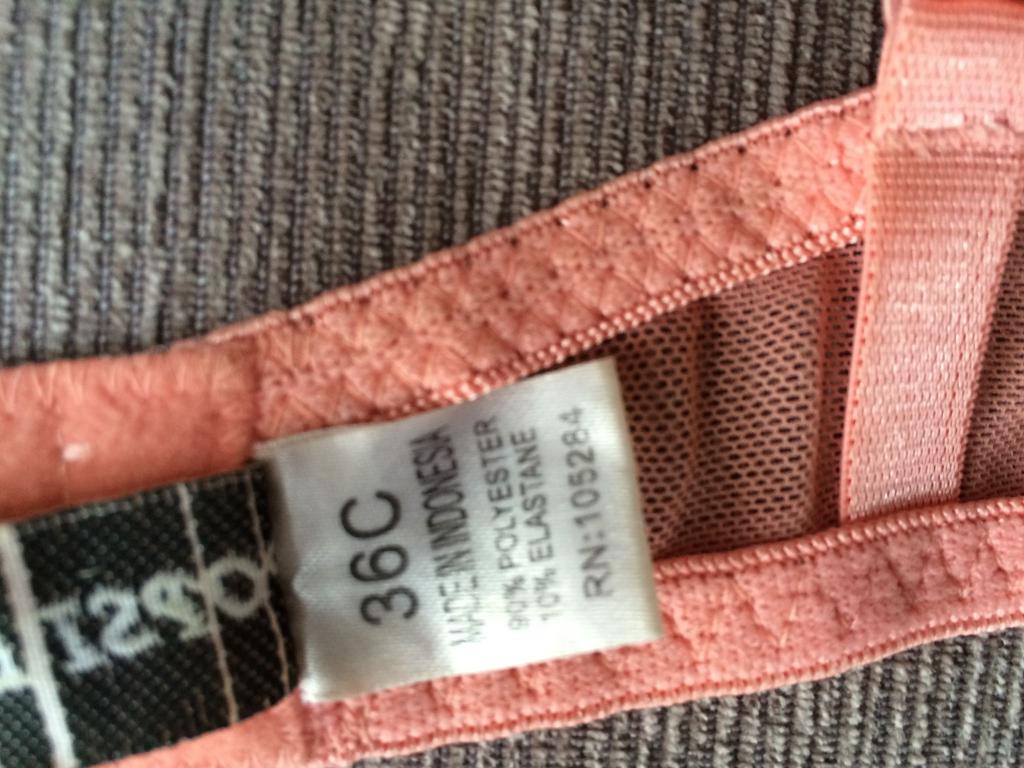 36C
MADE IN INDONESIA
90% POLYESTER
10% ELASTANE
RN:105284